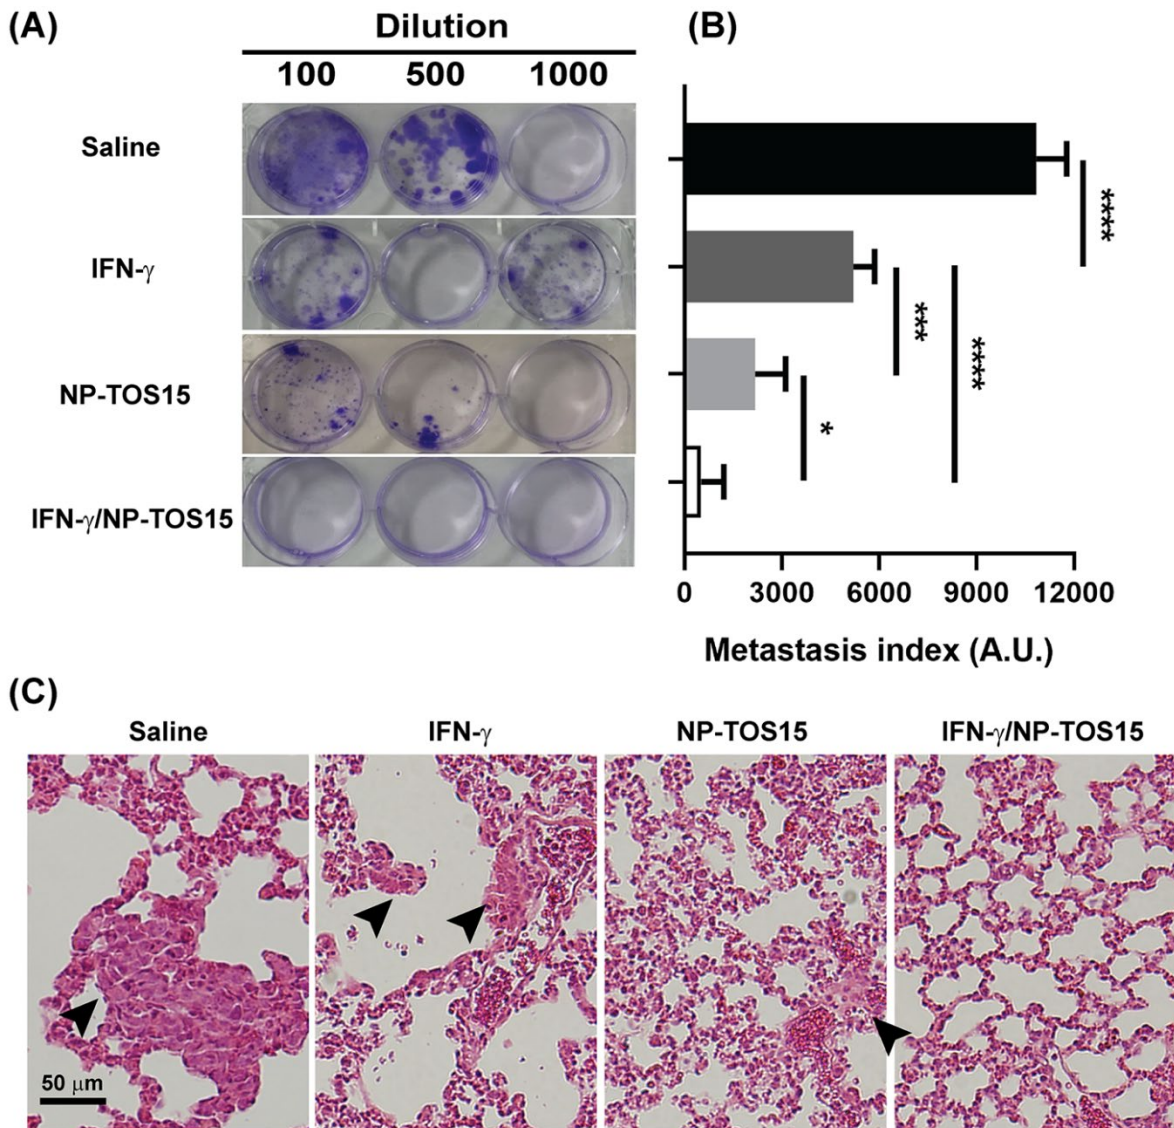 (A)
Dilution
100 500 1000
Saline
IFN-γ
NP-TOS15
IFN-γ/NP-TOS15
(B)
****
***
****
*
0 3000 6000 9000 12000
Metastasis index (A.U.)
(C)
Saline IFN-γ NP-TOS15 IFN-γ/NP-TOS15
50 μm